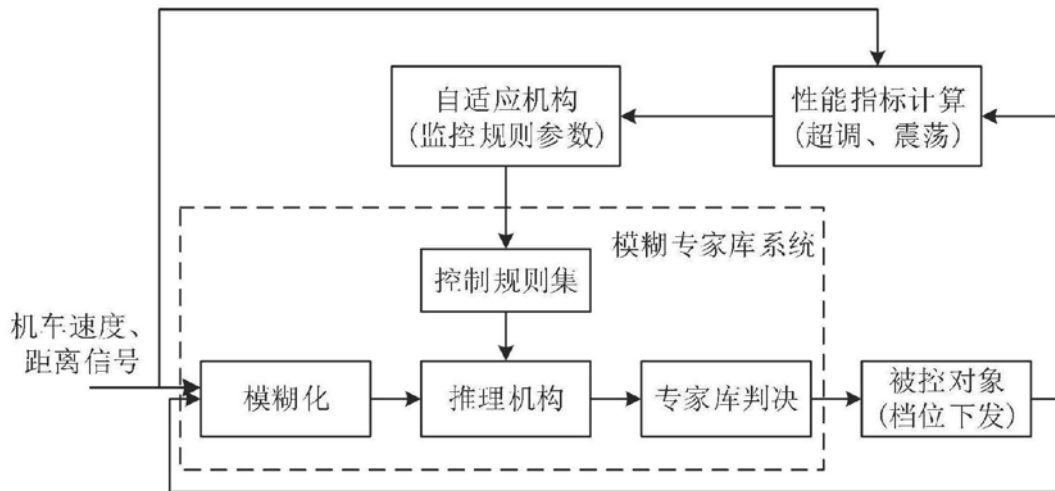 自适应机构
(监控规则参数)
性能指标计算
(超调、震荡)
模糊专家库系统
控制规则集
机车速度、
距离信号
模糊化
推理机构
专家库判决
被控对象
(档位下发)